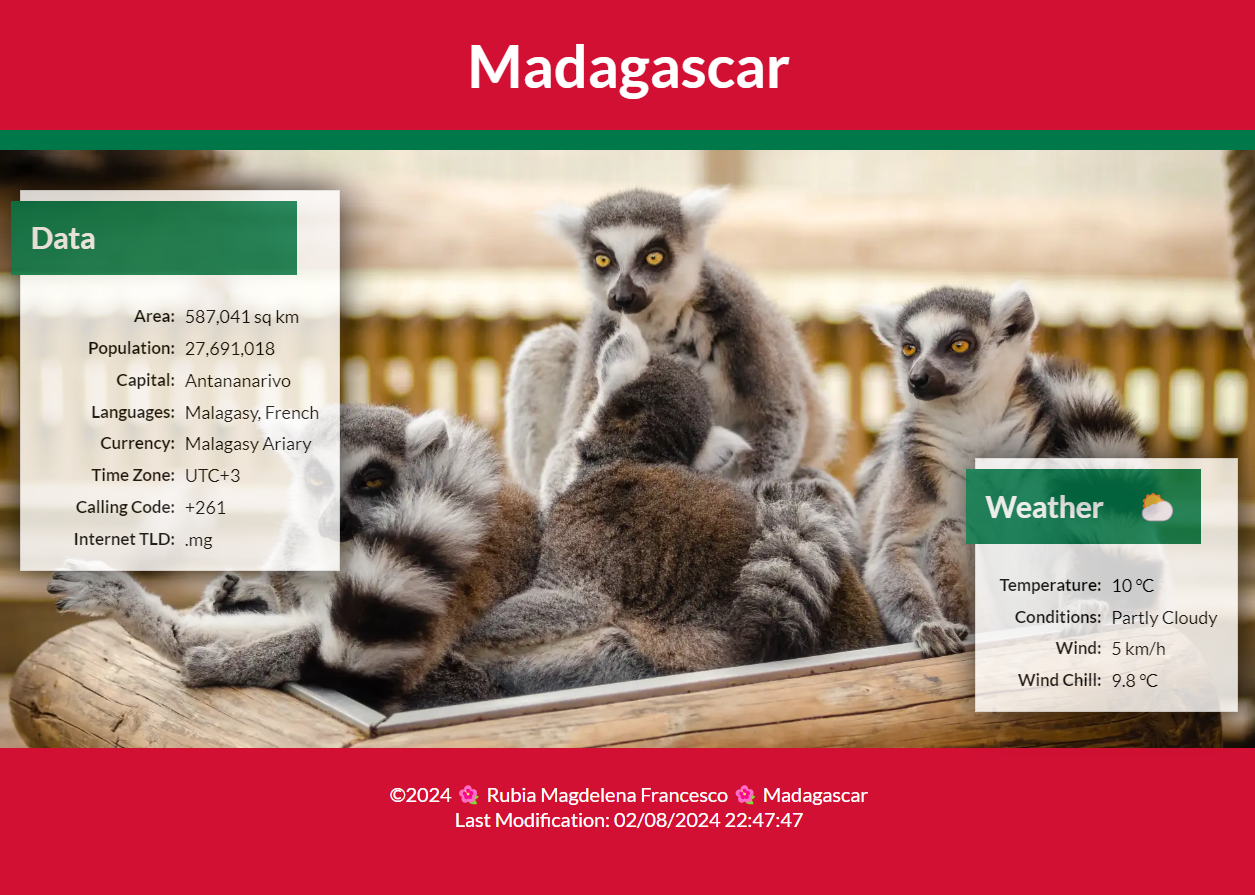 Madagascar
Data
Area: 587,041 sq km
Population: 27,691,018
Capital: Antananarivo
Languages: Malagasy, French
Currency: Malagasy Ariary
Time Zone: UTC+3
Calling Code: +261
Internet TLD: .mg
Weather
Temperature: 10 °C
Conditions: Partly Cloudy
Wind: 5 km/h
Wind Chill: 9.8 °C
©2024 🌺 Rubia Magdelena Francesco 🌺 Madagascar
Last Modification: 02/08/2024 22:47:47